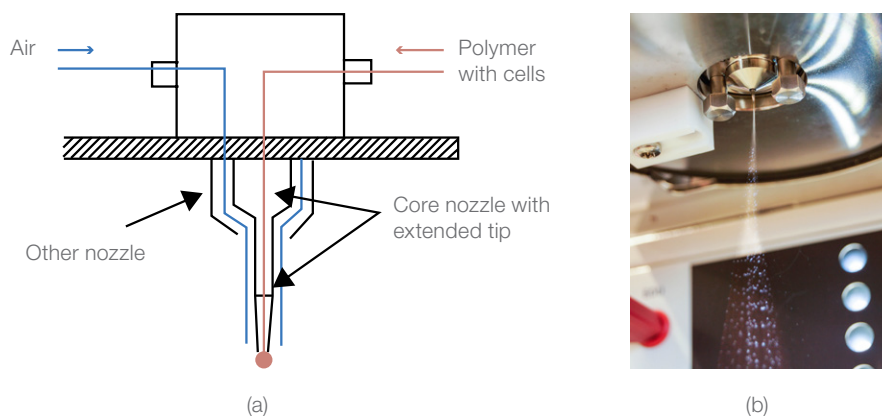 Air
Polymer
with cells
Core nozzle with
extended tip
Other nozzle
(a)
(b)